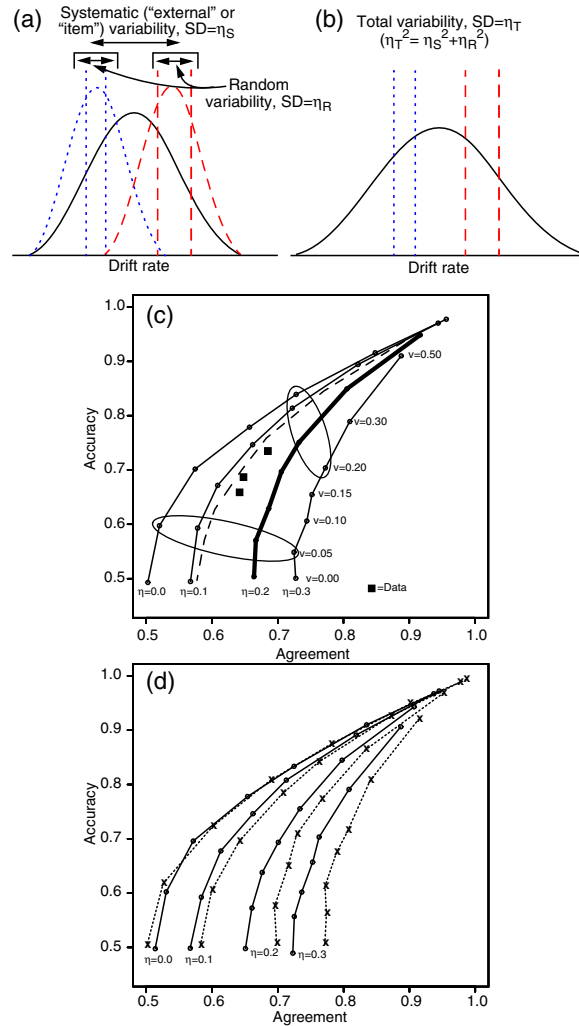 (a)
Systematic (“external” or
“item”) variability, SD=ηS
Random
variability, SD=ηR
Drift rate
(b)
Total variability, SD=ηT
(ηT²= ηS²+ηR²)
Drift rate
(c)
1.0
0.9
0.8
0.7
0.6
0.5
Accuracy
v=0.50
v=0.30
v=0.20
v=0.15
v=0.10
v=0.05
v=0.00
η=0.0
η=0.1
η=0.2
η=0.3
■=Data
0.5 0.6 0.7 0.8 0.9 1.0
Agreement
(d)
1.0
0.9
0.8
0.7
0.6
0.5
Accuracy
η=0.0
η=0.1
η=0.2
η=0.3
0.5 0.6 0.7 0.8 0.9 1.0
Agreement